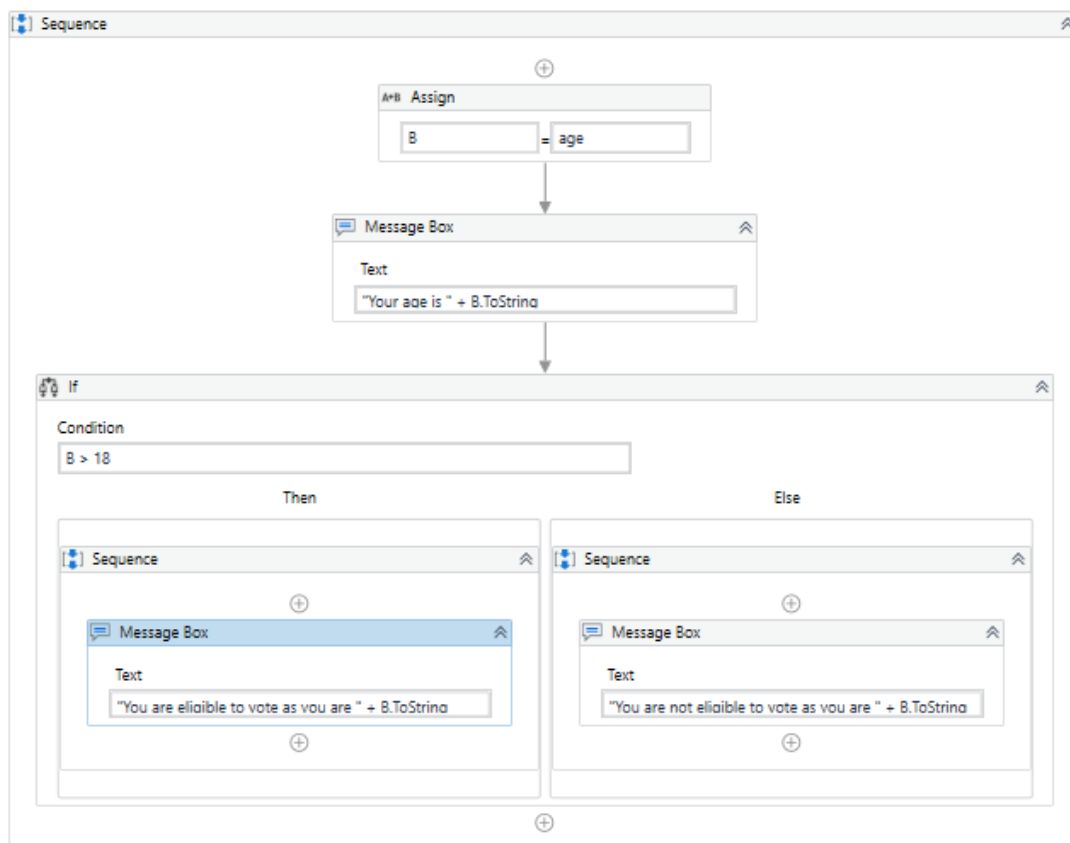 Sequence
A+B Assign
B = age
Message Box
Text
"Your age is " + B.ToString
If
Condition
B > 18
Then Else
Sequence Sequence
Message Box Message Box
Text Text
"You are eligible to vote as you are " + B.ToString "You are not eligible to vote as you are " + B.ToString